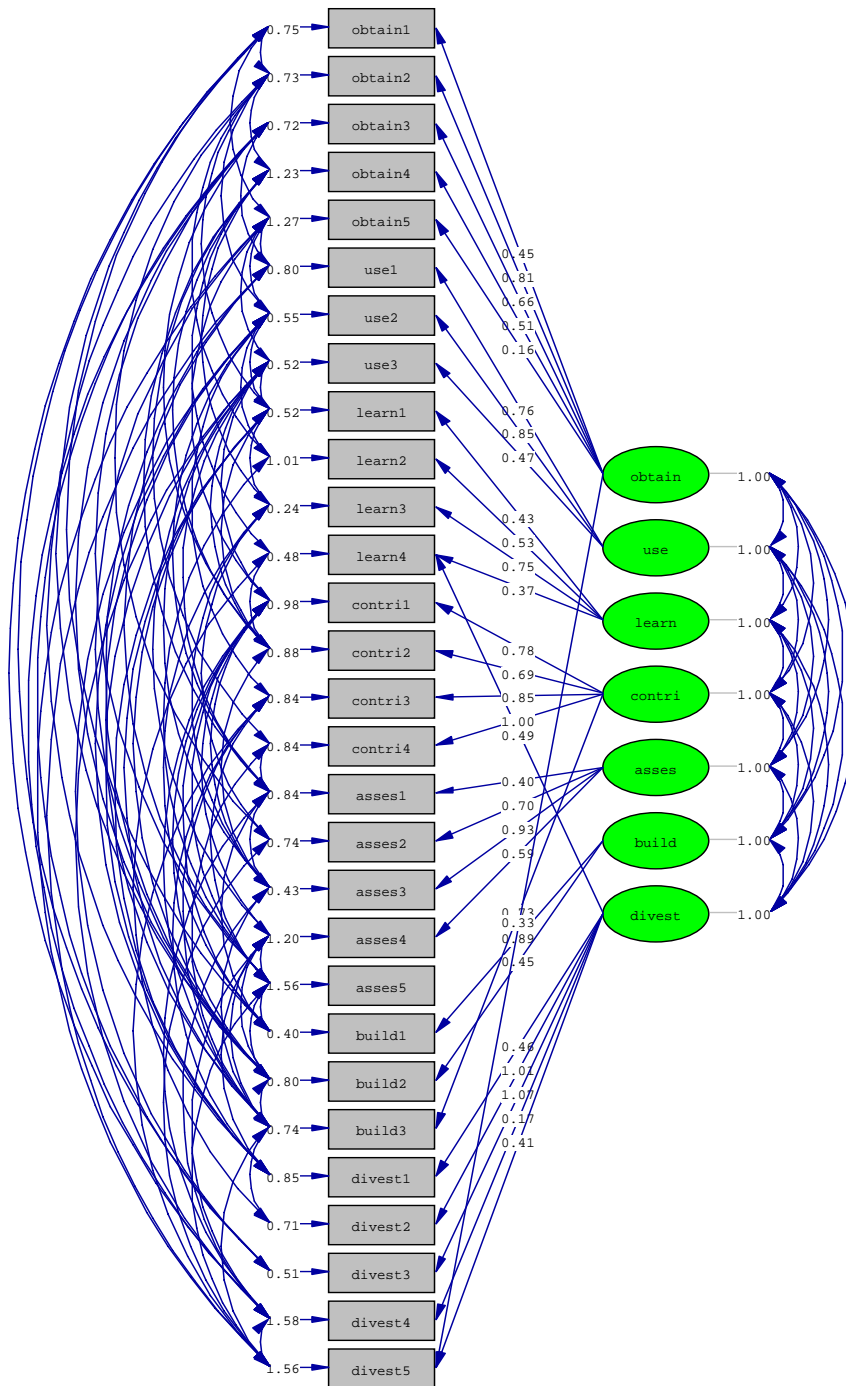 0.75 obtain1
0.73 obtain2
0.72 obtain3
1.23 obtain4
1.27 obtain5
0.45
0.80 use1
0.81
0.66
0.55 use2
0.51
0.16
0.52 use3
0.52 learn1
0.76
0.85
1.01 learn2
0.47
obtain 1.00
0.24 learn3
0.43
0.53
use 1.00
0.48 learn4
0.75
0.37
0.98 contri1
learn 1.00
0.88 contri2
0.78
0.69
0.84 contri3
0.85
contri 1.00
1.00
0.49
0.84 contri4
asses 1.00
0.84 asses1
0.40
0.70
0.74 asses2
0.93
0.59
build 1.00
0.43 asses3
0.73
0.33
divest 1.00
1.20 asses4
0.89
0.45
1.56 asses5
0.40 build1
0.46
1.01
0.80 build2
1.07
0.17
0.74 build3
0.41
0.85 divest1
0.71 divest2
0.51 divest3
1.58 divest4
1.56 divest5